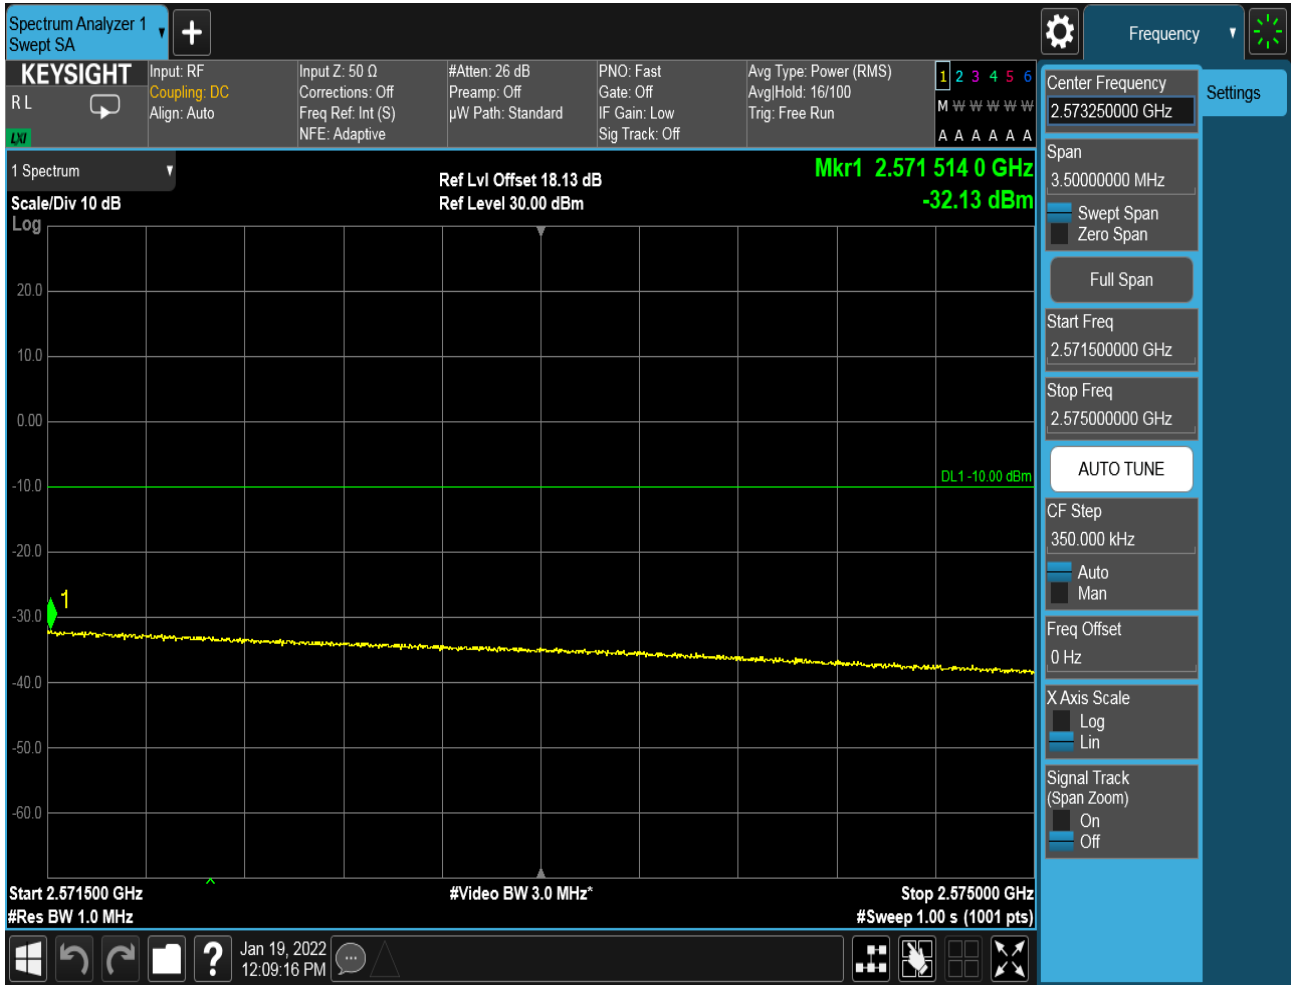 Spectrum Analyzer 1
Swept SA
Frequency
KEYSIGHT
R L
LXI
Input: RF
Coupling: DC
Align: Auto
Input Z: 50 Ω
Corrections: Off
Freq Ref: Int (S)
NFE: Adaptive
#Atten: 26 dB
Preamp: Off
µW Path: Standard
PNO: Fast
Gate: Off
IF Gain: Low
Sig Track: Off
Avg Type: Power (RMS)
Avg|Hold: 16/100
Trig: Free Run
1 2 3 4 5 6
M W W W W W
A A A A A A
1 Spectrum
Scale/Div 10 dB
Log
Ref Lvl Offset 18.13 dB
Ref Level 30.00 dBm
Mkr1 2.571 514 0 GHz
-32.13 dBm
20.0
10.0
0.00
-10.0
-20.0
-30.0
-40.0
-50.0
-60.0
DL1 -10.00 dBm
1
Start 2.571500 GHz
#Res BW 1.0 MHz
#Video BW 3.0 MHz*
Stop 2.575000 GHz
#Sweep 1.00 s (1001 pts)
Center Frequency
2.573250000 GHz
Span
3.50000000 MHz
Swept Span
Zero Span
Full Span
Start Freq
2.571500000 GHz
Stop Freq
2.575000000 GHz
AUTO TUNE
CF Step
350.000 kHz
Auto
Man
Freq Offset
0 Hz
X Axis Scale
Log
Lin
Signal Track
(Span Zoom)
On
Off
Settings
?
Jan 19, 2022
12:09:16 PM